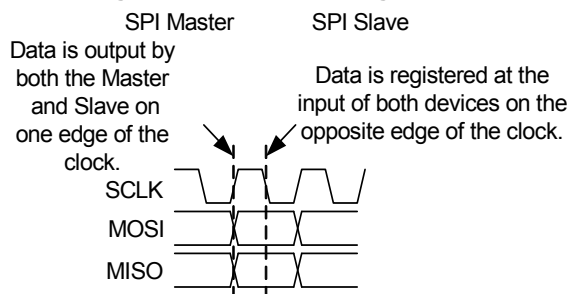 SPI Master SPI Slave
Data is output by
both the Master
and Slave on
one edge of the
clock.
Data is registered at the
input of both devices on the
opposite edge of the clock.
SCLK
MOSI
MISO